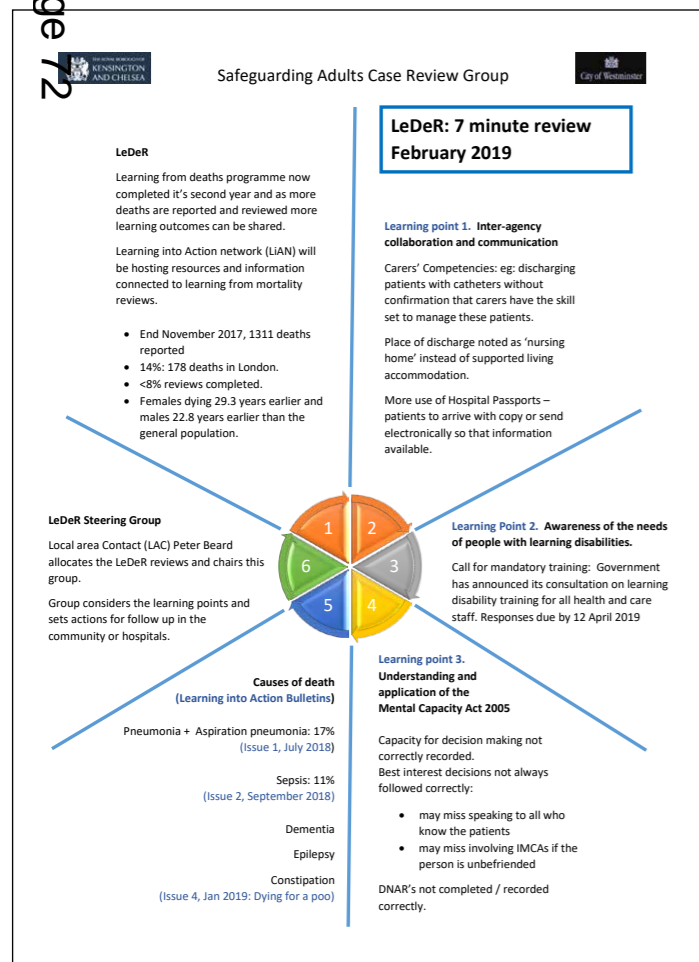 ge 72
THE ROYAL BOROUGH OF
KENSINGTON
AND CHELSEA
Safeguarding Adults Case Review Group
City of Westminster
LeDeR: 7 minute review
February 2019
LeDeR
Learning from deaths programme now
completed it's second year and as more
deaths are reported and reviewed more
learning outcomes can be shared.
Learning into Action network (LiAN) will
be hosting resources and information
connected to learning from mortality
reviews.
• End November 2017, 1311 deaths
reported
• 14%: 178 deaths in London.
• <8% reviews completed.
• Females dying 29.3 years earlier and
males 22.8 years earlier than the
general population.
Learning point 1. Inter-agency
collaboration and communication
Carers' Competencies: eg: discharging
patients with catheters without
confirmation that carers have the skill
set to manage these patients.
Place of discharge noted as 'nursing
home' instead of supported living
accommodation.
More use of Hospital Passports –
patients to arrive with copy or send
electronically so that information
available.
1
2
3
4
5
6
Learning Point 2. Awareness of the needs
of people with learning disabilities.
Call for mandatory training: Government
has announced its consultation on learning
disability training for all health and care
staff. Responses due by 12 April 2019
Learning point 3.
Understanding and
application of the
Mental Capacity Act 2005
Capacity for decision making not
correctly recorded.
Best interest decisions not always
followed correctly:
• may miss speaking to all who
know the patients
• may miss involving IMCAs if the
person is unbefriended
DNAR's not completed / recorded
correctly.
Causes of death
(Learning into Action Bulletins)
Pneumonia + Aspiration pneumonia: 17%
(Issue 1, July 2018)
Sepsis: 11%
(Issue 2, September 2018)
Dementia
Epilepsy
Constipation
(Issue 4, Jan 2019: Dying for a poo)
LeDeR Steering Group
Local area Contact (LAC) Peter Beard
allocates the LeDeR reviews and chairs this
group.
Group considers the learning points and
sets actions for follow up in the
community or hospitals.